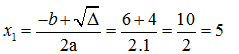 x₁ = (-b+√Δ)/2a = (6+4)/2.1 = 10/2 = 5